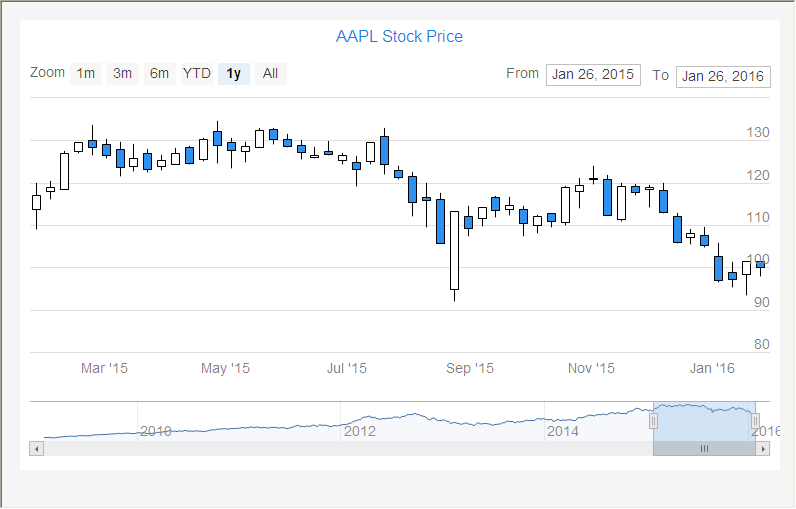 AAPL Stock Price
Zoom 1m 3m 6m YTD 1y All From Jan 26, 2015 To Jan 26, 2016
130
120
110
100
90
80
Mar '15 May '15 Jul '15 Sep '15 Nov '15 Jan '16
2010 2012 2014 2016